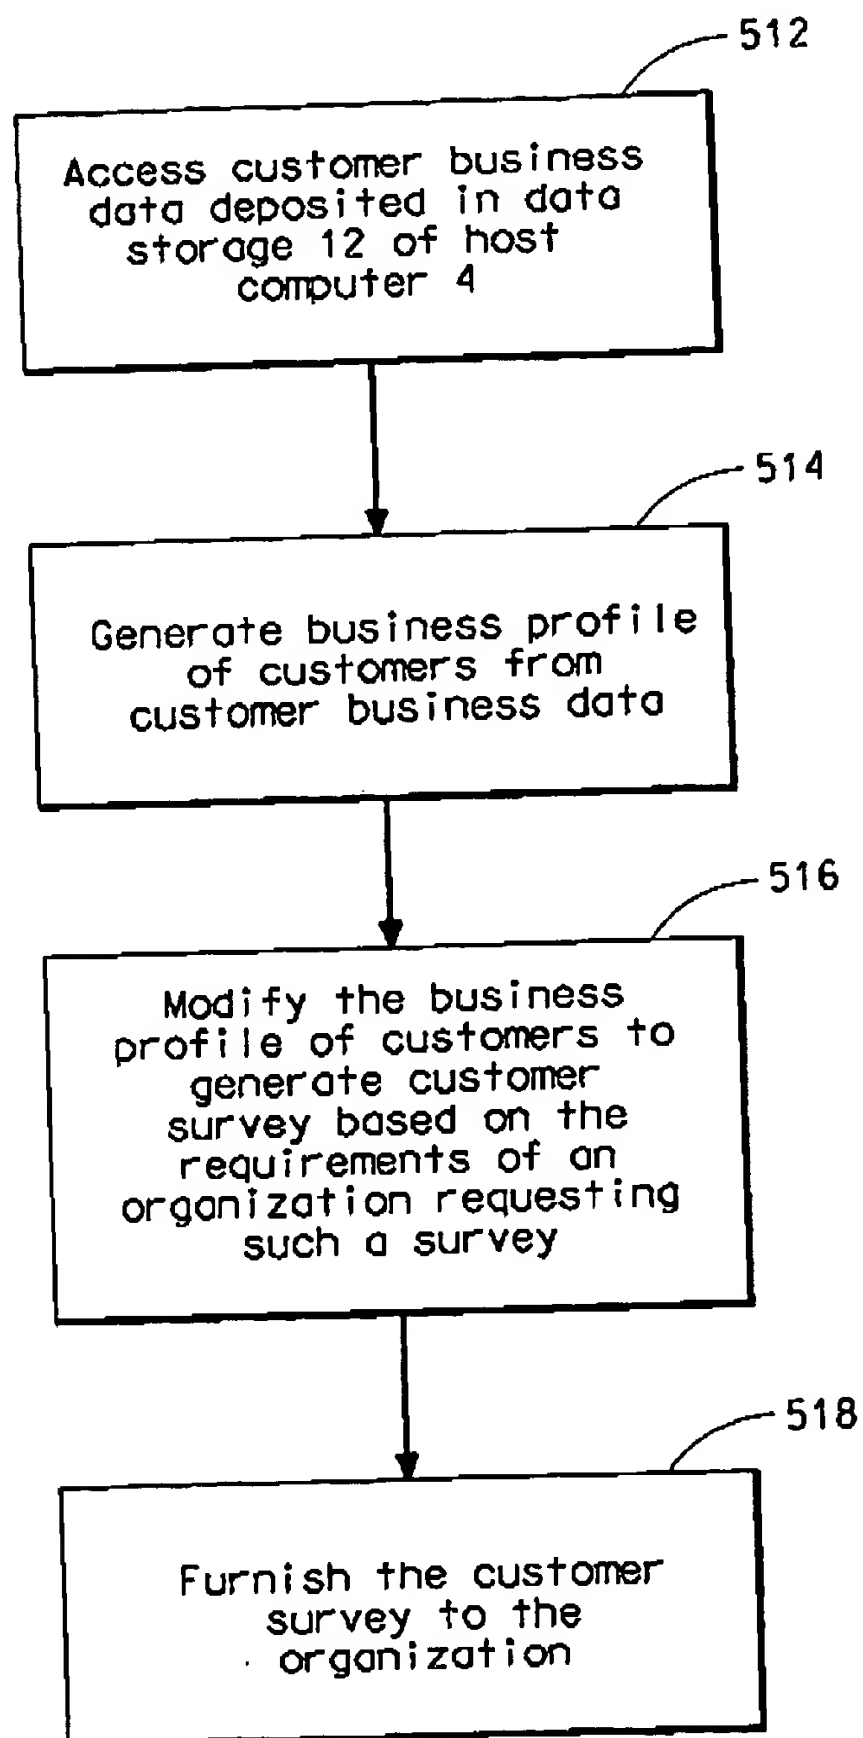 512
Access customer business
data deposited in data
storage 12 of host
computer 4
514
Generate business profile
of customers from
customer business data
516
Modify the business
profile of customers to
generate customer
survey based on the
requirements of an
organization requesting
such a survey
518
Furnish the customer
survey to the
organization